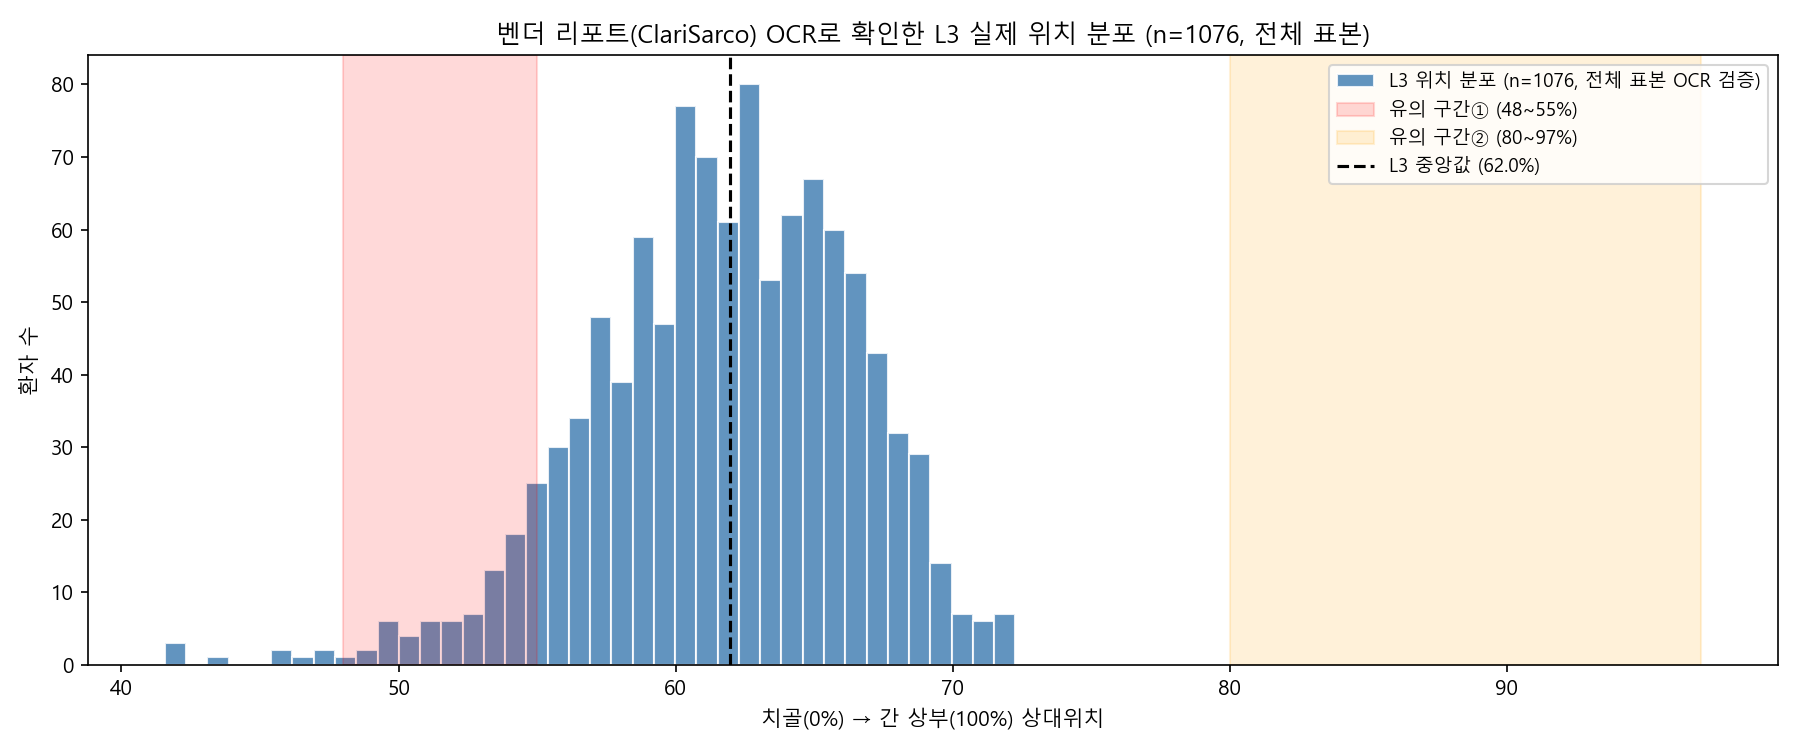 벤더 리포트(ClariSarco) OCR로 확인한 L3 실제 위치 분포 (n=1076, 전체 표본)
L3 위치 분포 (n=1076, 전체 표본 OCR 검증)
유의 구간① (48~55%)
유의 구간② (80~97%)
L3 중앙값 (62.0%)
환자 수
80
70
60
50
40
30
20
10
0
40 50 60 70 80 90
치골(0%) → 간 상부(100%) 상대위치